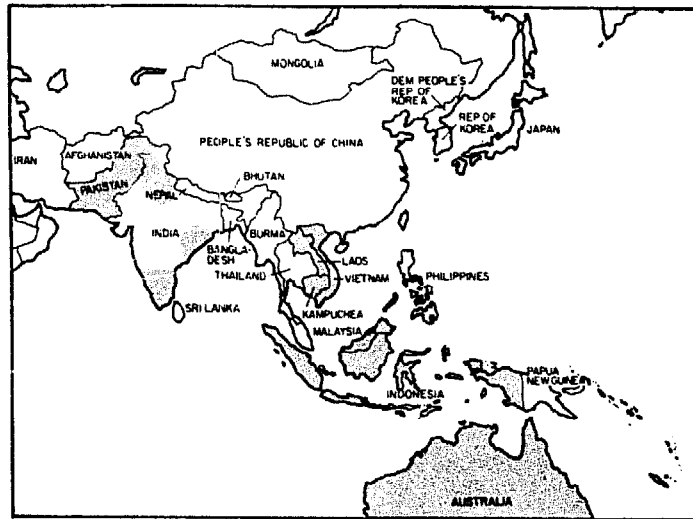 MONGOLIA
DEM PEOPLE'S
REP OF
KOREA
REP OF
KOREA
JAPAN
PEOPLE'S REPUBLIC OF CHINA
IRAN
AFGHANISTAN
PAKISTAN
NEPAL
BHUTAN
INDIA
BANGLA-
DESH
BURMA
LAOS
THAILAND
VIETNAM
PHILIPPINES
SRI LANKA
KAMPUCHEA
MALAYSIA
INDONESIA
PAPUA
NEW GUINEA
AUSTRALIA